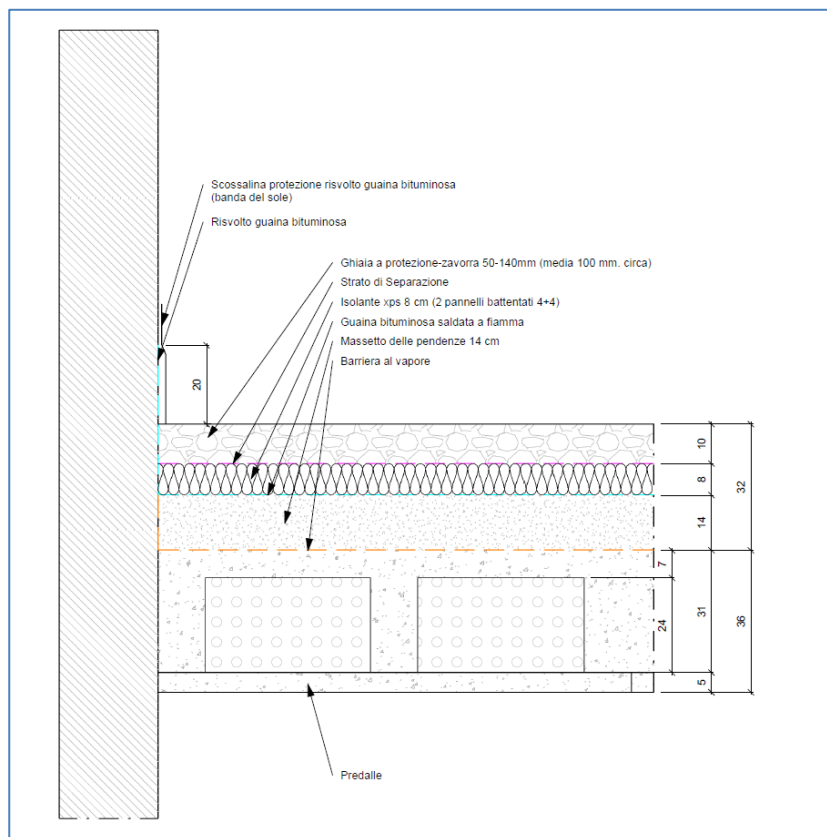 Scossalina protezione risvolto guaina bituminosa
(banda del sole)
Risvolto guaina bituminosa
Ghiaia a protezione-zavorra 50-140mm (media 100 mm. circa)
Strato di Separazione
Isolante xps 8 cm (2 pannelli battentati 4+4)
Guaina bituminosa saldata a fiamma
Massetto delle pendenze 14 cm
Barriera al vapore
20
10
8
32
14
7
24
31
36
5
Predalle